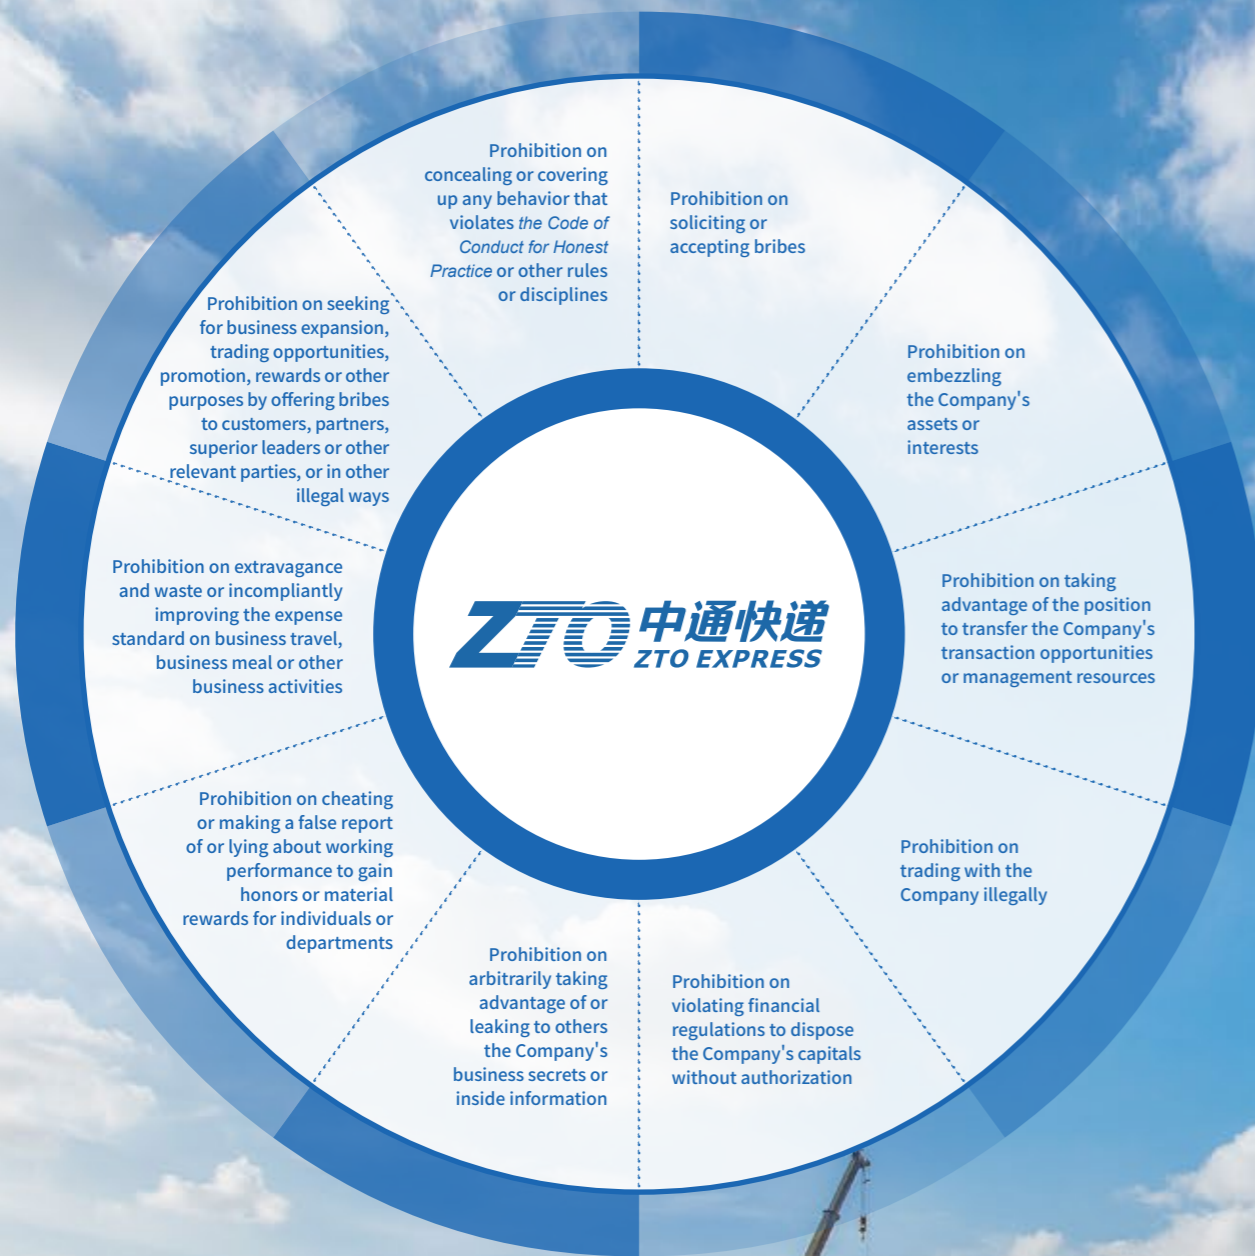 Prohibition on
soliciting or
accepting bribes
Prohibition on
embezzling
the Company's
assets or
interests
Prohibition on taking
advantage of the position
to transfer the Company's
transaction opportunities
or management resources
Prohibition on
trading with the
Company illegally
Prohibition on
violating financial
regulations to dispose
the Company's capitals
without authorization
Prohibition on
arbitrarily taking
advantage of or
leaking to others
the Company's
business secrets or
inside information
Prohibition on cheating
or making a false report
of or lying about working
performance to gain
honors or material
rewards for individuals or
departments
Prohibition on extravagance
and waste or incompliantly
improving the expense
standard on business travel,
business meal or other
business activities
Prohibition on seeking
for business expansion,
trading opportunities,
promotion, rewards or other
purposes by offering bribes
to customers, partners,
superior leaders or other
relevant parties, or in other
illegal ways
Prohibition on
concealing or covering
up any behavior that
violates the Code of
Conduct for Honest
Practice or other rules
or disciplines
ZTO 中通快递
ZTO EXPRESS